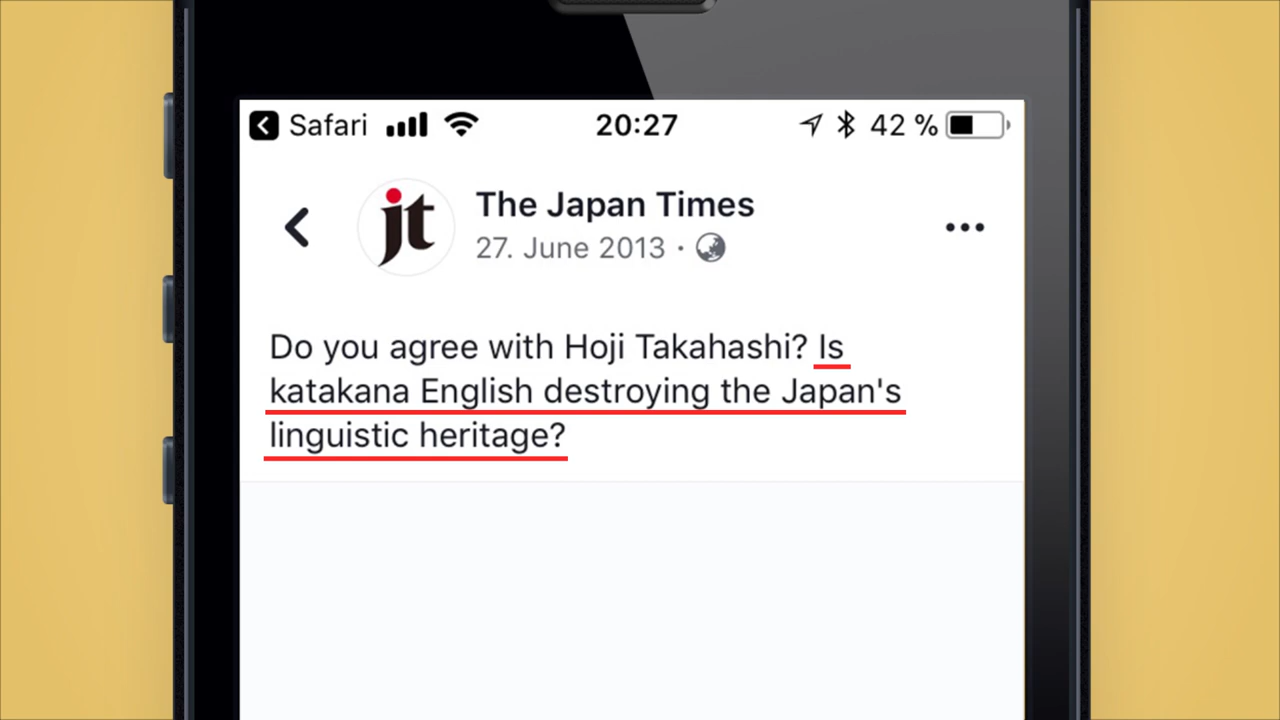 Safari 20:27 42 %
jt The Japan Times
27. June 2013 ·
Do you agree with Hoji Takahashi? Is
katakana English destroying the Japan's
linguistic heritage?